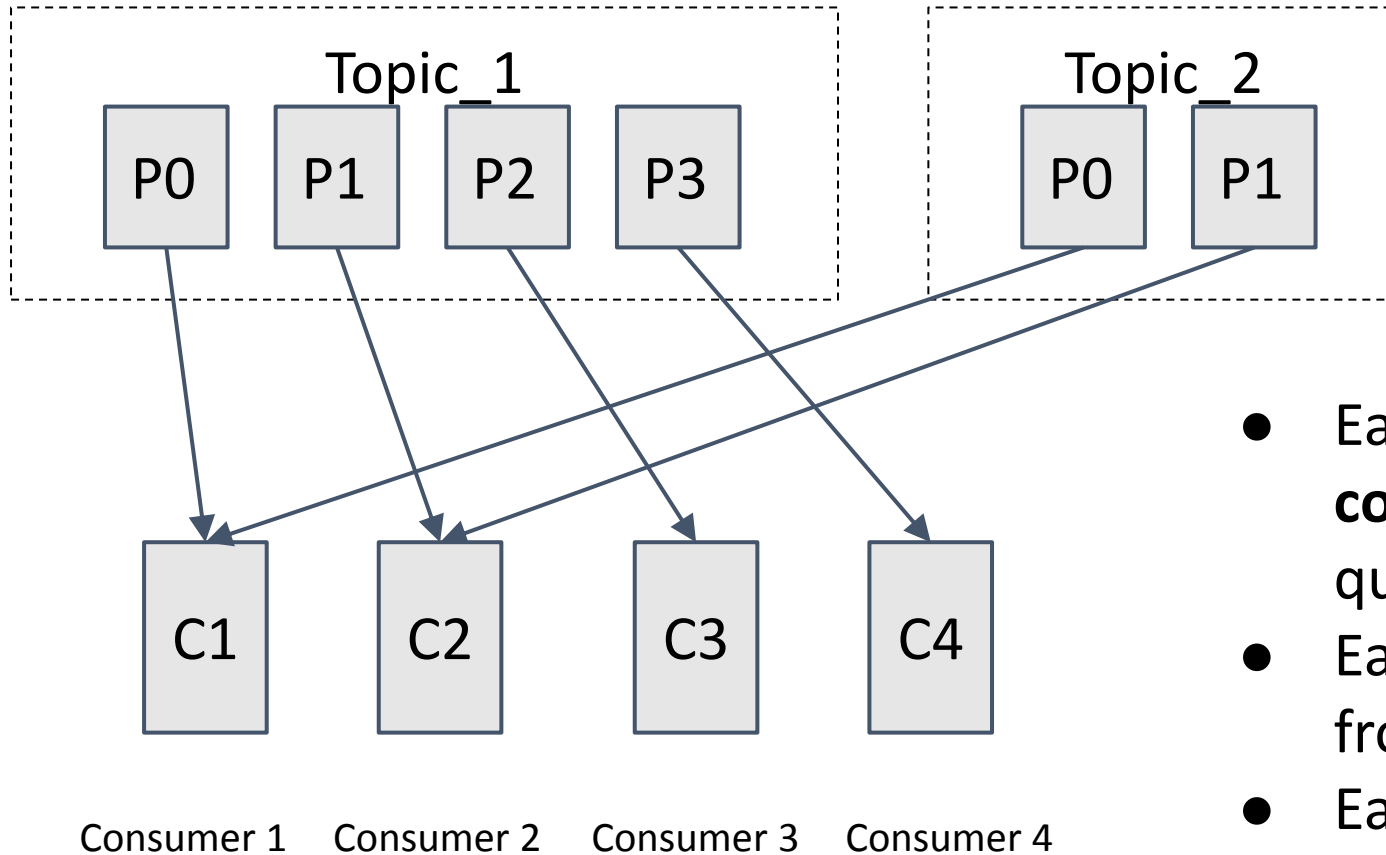 Topic_1
Topic_2
P0 P1 P2 P3
P0 P1
C1 C2 C3 C4
Consumer 1 Consumer 2 Consumer 3 Consumer 4